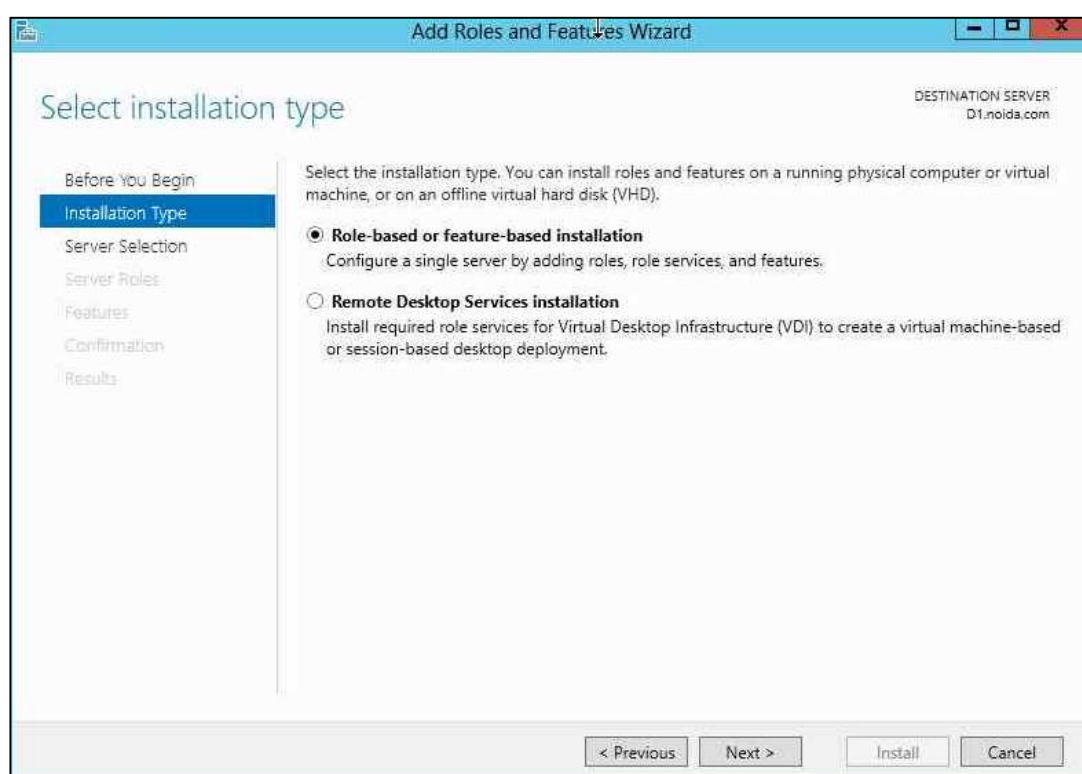 Add Roles and Features Wizard
Select installation type
DESTINATION SERVER
D1.noida.com
Before You Begin
Installation Type
Server Selection
Server Roles
Features
Confirmation
Results
Select the installation type. You can install roles and features on a running physical computer or virtual
machine, or on an offline virtual hard disk (VHD).
Role-based or feature-based installation
Configure a single server by adding roles, role services, and features.
Remote Desktop Services installation
Install required role services for Virtual Desktop Infrastructure (VDI) to create a virtual machine-based
or session-based desktop deployment.
< Previous
Next >
Install
Cancel